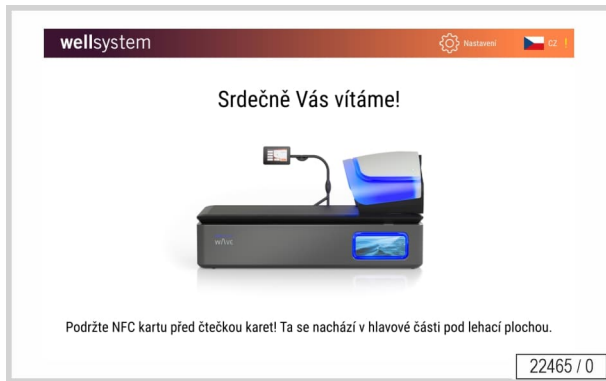 wellsystem
Nastavení
CZ !
Srdečně Vás vítáme!
WAVE
Podržte NFC kartu před čtečkou karet! Ta se nachází v hlavové části pod lehací plochou.
22465 / 0